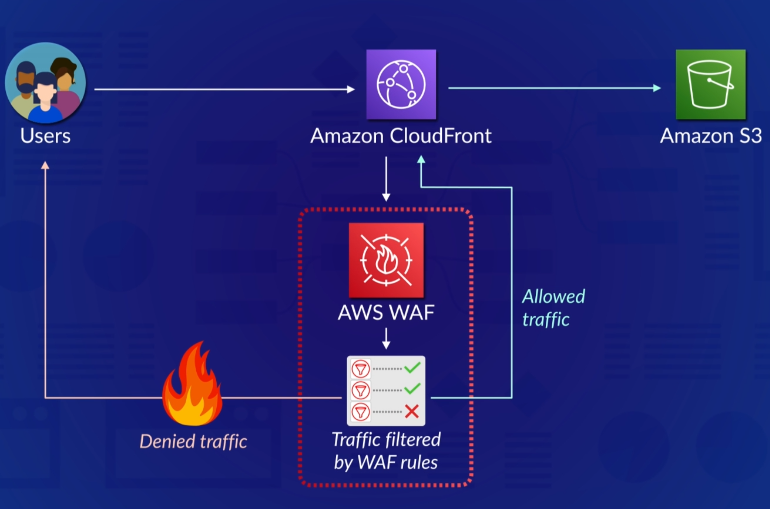 Users
Amazon CloudFront
Amazon S3
AWS WAF
Allowed
traffic
Denied traffic
Traffic filtered
by WAF rules